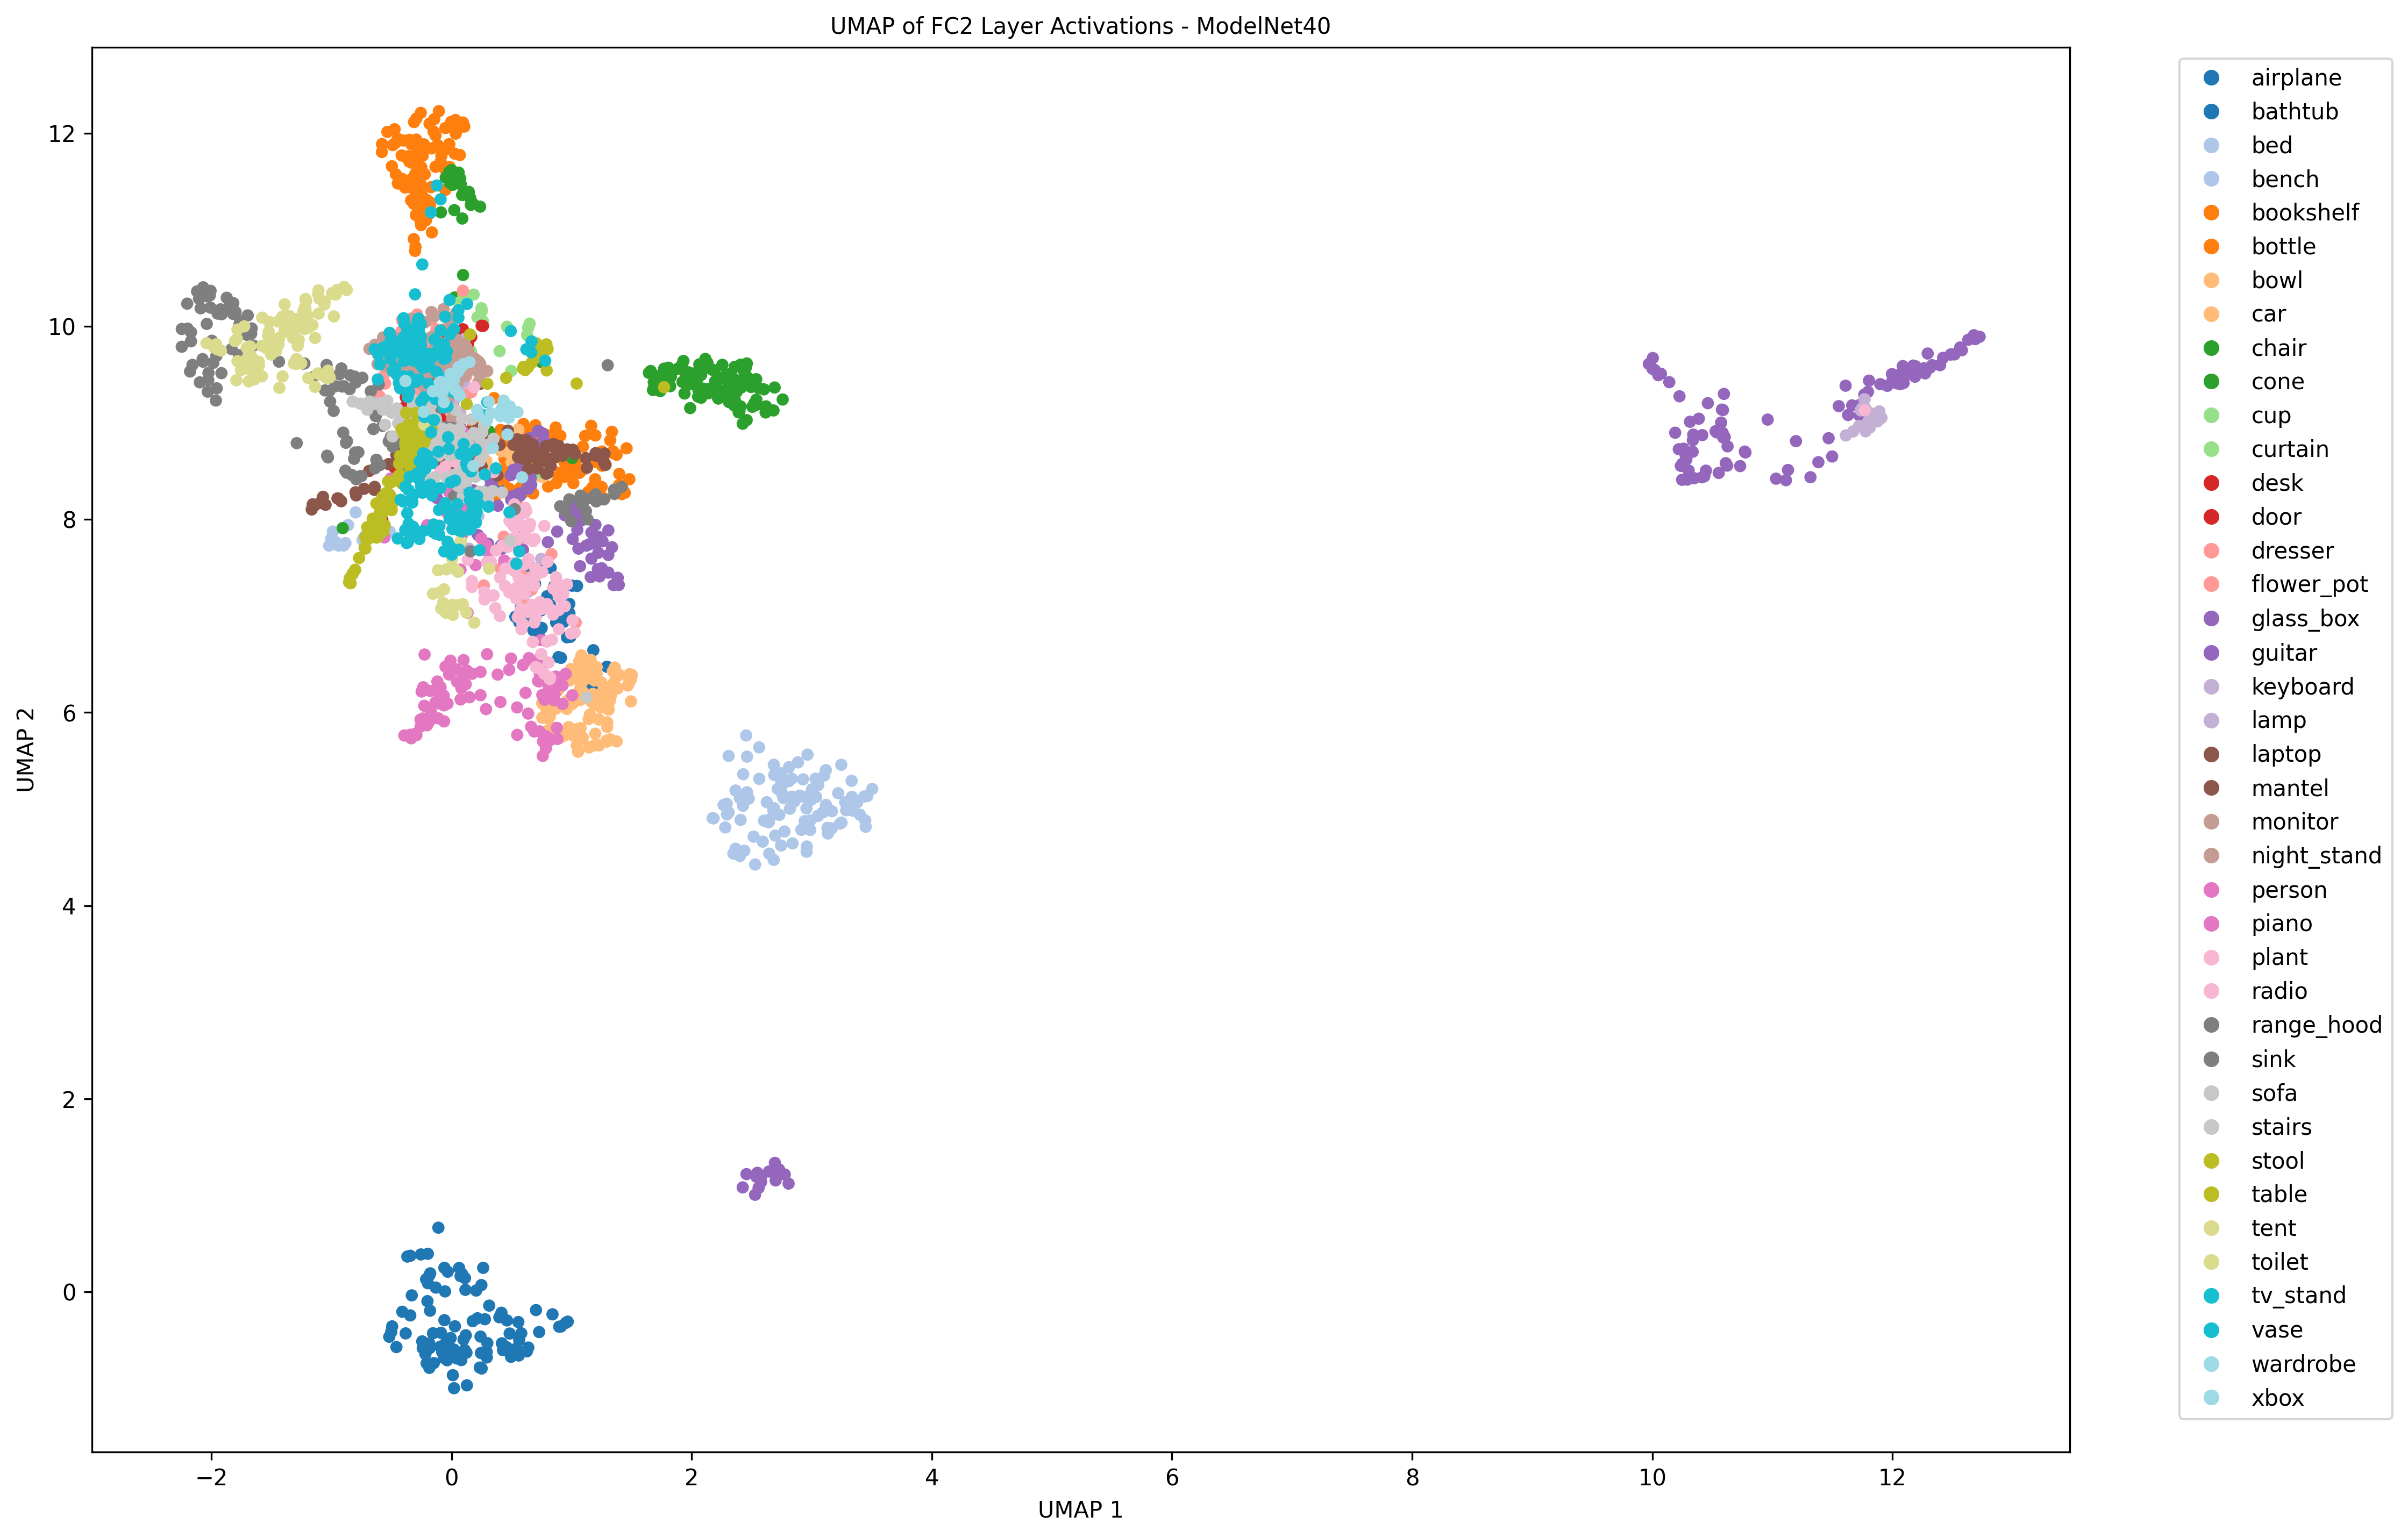 UMAP of FC2 Layer Activations - ModelNet40
12
10
8
6
4
2
0
UMAP 2
−2
0
2
4
6
8
10
12
UMAP 1
airplane
bathtub
bed
bench
bookshelf
bottle
bowl
car
chair
cone
cup
curtain
desk
door
dresser
flower_pot
glass_box
guitar
keyboard
lamp
laptop
mantel
monitor
night_stand
person
piano
plant
radio
range_hood
sink
sofa
stairs
stool
table
tent
toilet
tv_stand
vase
wardrobe
xbox